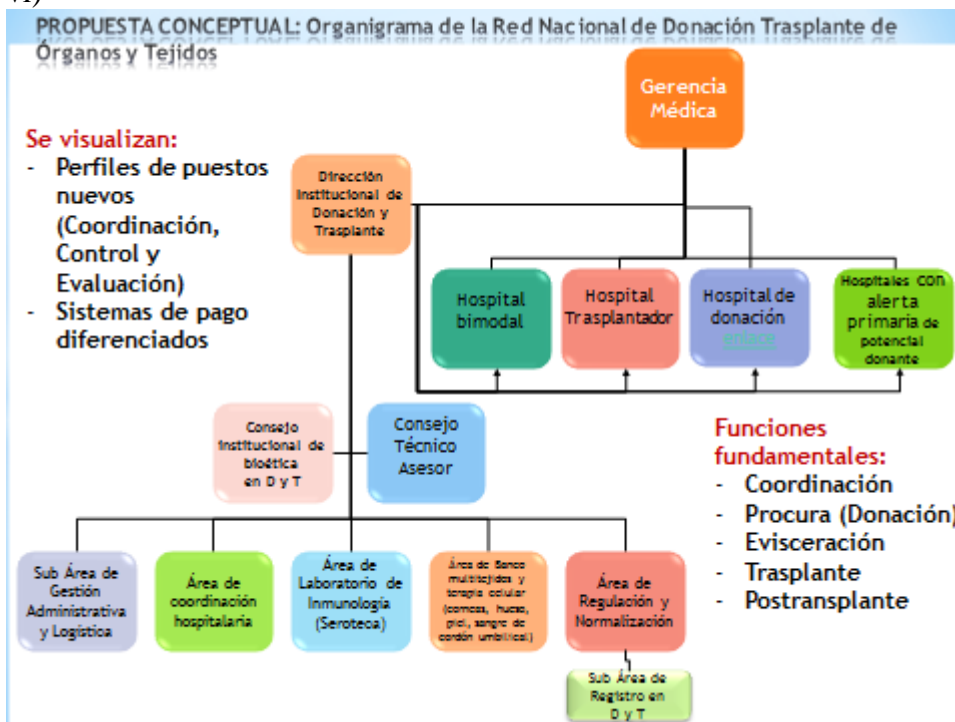 VI)
PROPUESTA CONCEPTUAL: Organigrama de la Red Nacional de Donación Trasplante de
Órganos y Tejidos
Gerencia
Médica
Se visualizan:
- Perfiles de puestos
nuevos
(Coordinación,
Control y
Evaluación)
- Sistemas de pago
diferenciados
Dirección
Institucional de
Donación y
Trasplante
Hospital
bimodal
Hospital
Trasplantador
Hospital de
donación
enlace
Hospitales con
alerta
primaria de
potencial
donante
Consejo
Institucional de
bioética
en D y T
Consejo
Técnico
Asesor
Funciones
fundamentales:
- Coordinación
- Procura (Donación)
- Evisceración
- Trasplante
- Postransplante
Sub Área de
Gestión
Administrativa
y Logística
Área de
coordinación
hospitalaria
Área de
Laboratorio de
Inmunología
(Seroteca)
Área de Banco
multitejidos y
terapia celular
(corneas, hueso,
piel, sangre de
cordón umbilical)
Área de
Regulación y
Normalización
Sub Área de
Registro en
D y T